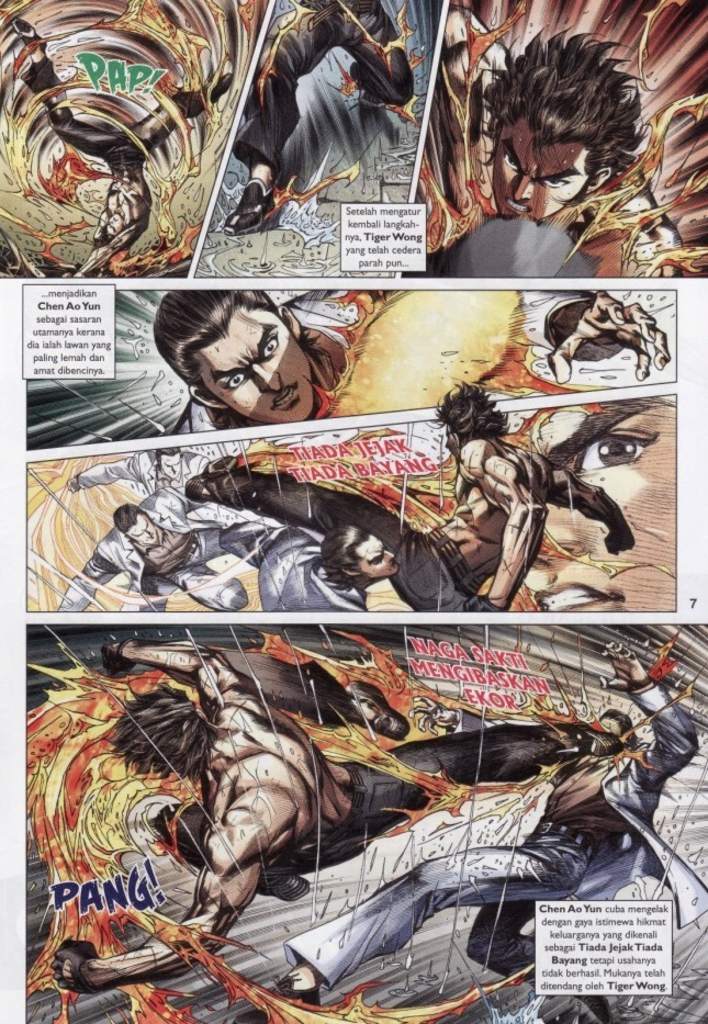 PAP!
Setelah mengatur
kembali langkah-
nya, Tiger Wong
yang telah cedera
parah pun...
...menjadikan
Chen Ao Yun
sebagai sasaran
utamanya kerana
dia ialah lawan yang
paling lemah dan
amat dibencinya.
TIADA JEJAK
TIADA BAYANG
7
NAGA SAKTI
MENGIBASKAN
EKOR
PANG!
Chen Ao Yun cuba mengelak
dengan gaya istimewa hikmat
keluarganya yang dikenali
sebagai Tiada Jejak Tiada
Bayang tetapi usahanya
tidak berhasil. Mukanya telah
ditendang oleh Tiger Wong.